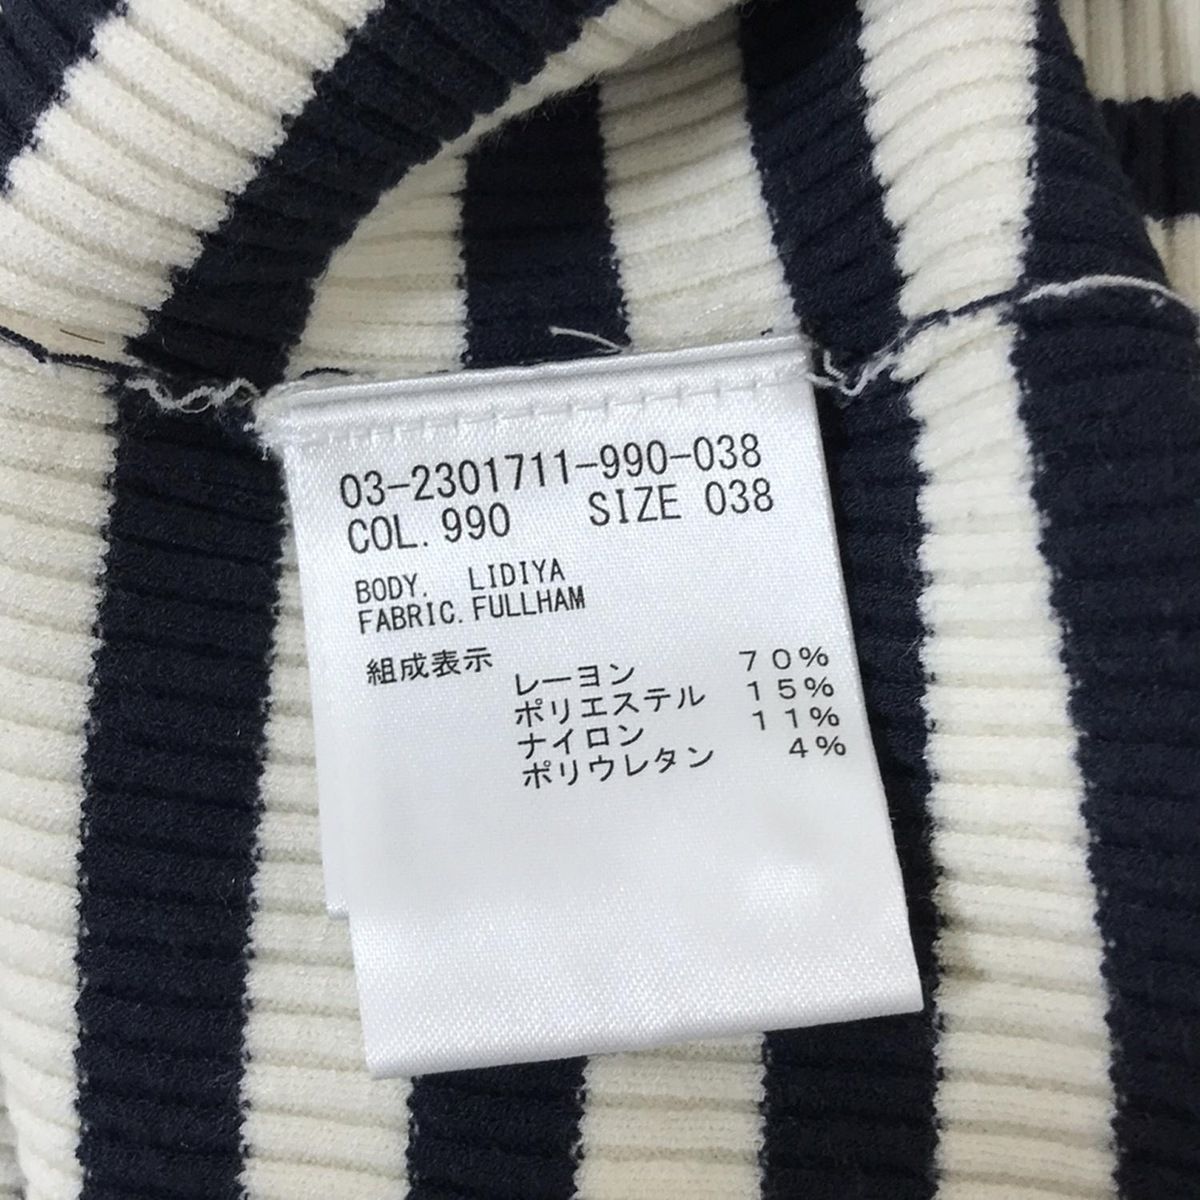 03-2301711-990-038
COL. 990 SIZE 038
BODY. LIDIYA
FABRIC. FULLHAM
組成表示
レーヨン 70%
ポリエステル 15%
ナイロン 11%
ポリウレタン 4%